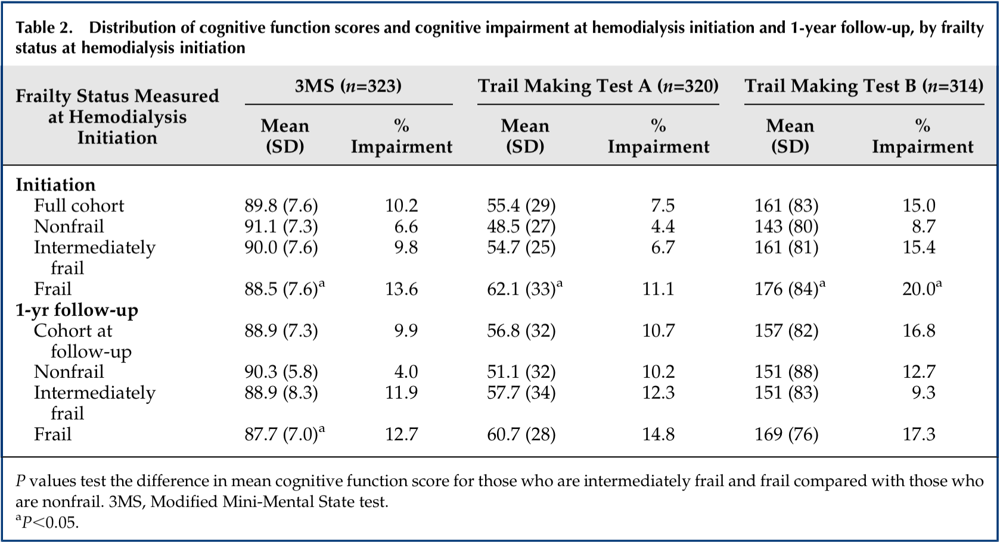 Table 2. Distribution of cognitive function scores and cognitive impairment at hemodialysis initiation and 1-year follow-up, by frailty
status at hemodialysis initiation
Frailty Status Measured at Hemodialysis Initiation 3MS (n=323) Trail Making Test A (n=320) Trail Making Test B (n=314)
Mean (SD) % Impairment Mean (SD) % Impairment Mean (SD) % Impairment
Initiation
Full cohort 89.8 (7.6) 10.2 55.4 (29) 7.5 161 (83) 15.0
Nonfrail 91.1 (7.3) 6.6 48.5 (27) 4.4 143 (80) 8.7
Intermediately 90.0 (7.6) 9.8 54.7 (25) 6.7 161 (81) 15.4
frail
Frail 88.5 (7.6)a 13.6 62.1 (33)a 11.1 176 (84)a 20.0a
1-yr follow-up
Cohort at 88.9 (7.3) 9.9 56.8 (32) 10.7 157 (82) 16.8
follow-up
Nonfrail 90.3 (5.8) 4.0 51.1 (32) 10.2 151 (88) 12.7
Intermediately 88.9 (8.3) 11.9 57.7 (34) 12.3 151 (83) 9.3
frail
Frail 87.7 (7.0)a 12.7 60.7 (28) 14.8 169 (76) 17.3
P values test the difference in mean cognitive function score for those who are intermediately frail and frail compared with those who
are nonfrail. 3MS, Modified Mini-Mental State test.
aP<0.05.